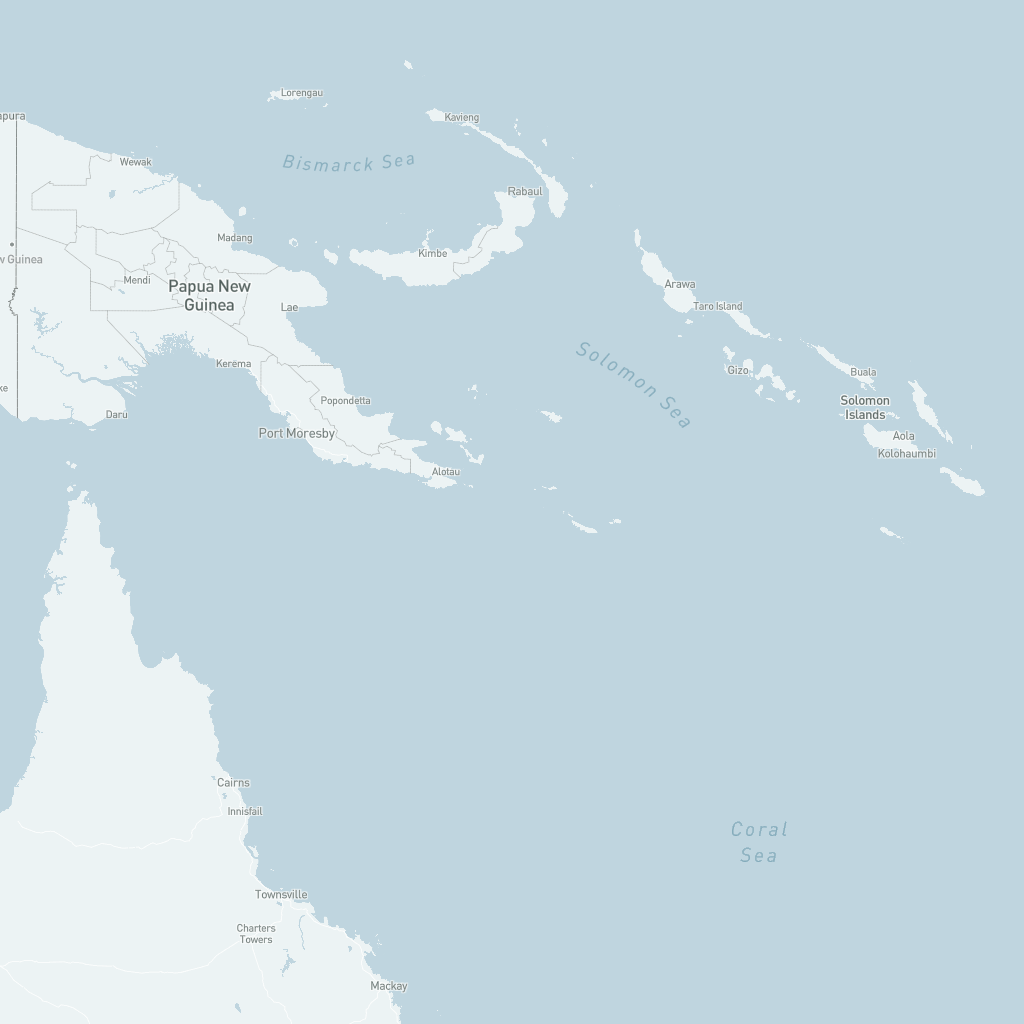 Lorengau
apura
Kavieng
Bismarck Sea
Wewak
Rabaul
Madang
Kimbe
w Guinea
Mendi
Papua New
Guinea
Arawa
Lae
Taro Island
Solomon Sea
Kerema
Gizo
Buala
ke
Popondetta
Solomon
Islands
Daru
Port Moresby
Aola
Kolohaumbi
Alotau
Cairns
Innisfail
Coral
Sea
Townsville
Charters
Towers
Mackay